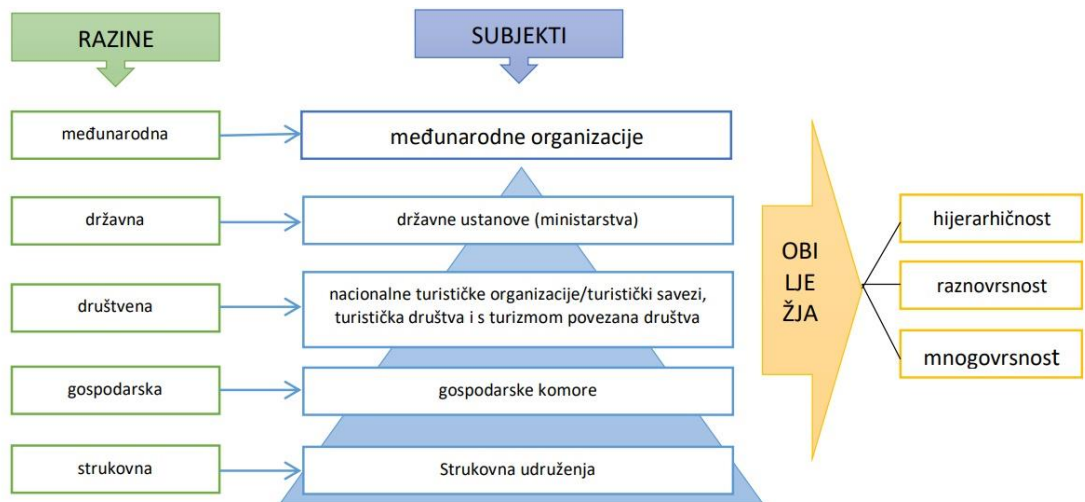 RAZINE
SUBJEKTI
međunarodna
međunarodne organizacije
državna
državne ustanove (ministarstva)
društvena
nacionalne turističke organizacije/turistički savezi,
turistička društva i s turizmom povezana društva
gospodarska
gospodarske komore
strukovna
Strukovna udruženja
OBI
LJE
ŽJA
hijerarhičnost
raznovrsnost
mnogovrsnost